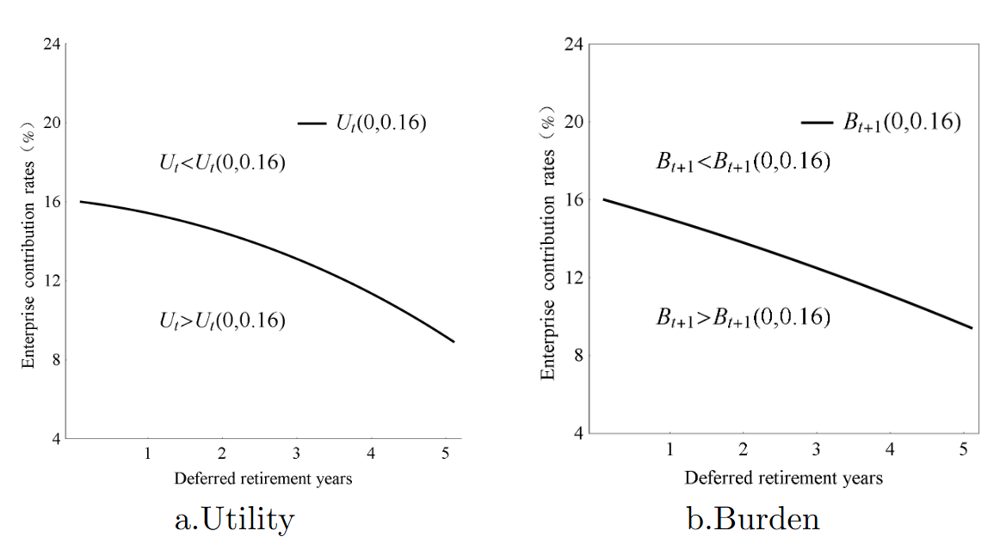 24
20
16
12
8
4
Enterprise contribution rates（%）
U_t(0,0.16)
U_t<U_t(0,0.16)
U_t>U_t(0,0.16)
1 2 3 4 5
Deferred retirement years
a.Utility
24
20
16
12
8
4
Enterprise contribution rates（%）
B_{t+1}(0,0.16)
B_{t+1}<B_{t+1}(0,0.16)
B_{t+1}>B_{t+1}(0,0.16)
1 2 3 4 5
Deferred retirement years
b.Burden